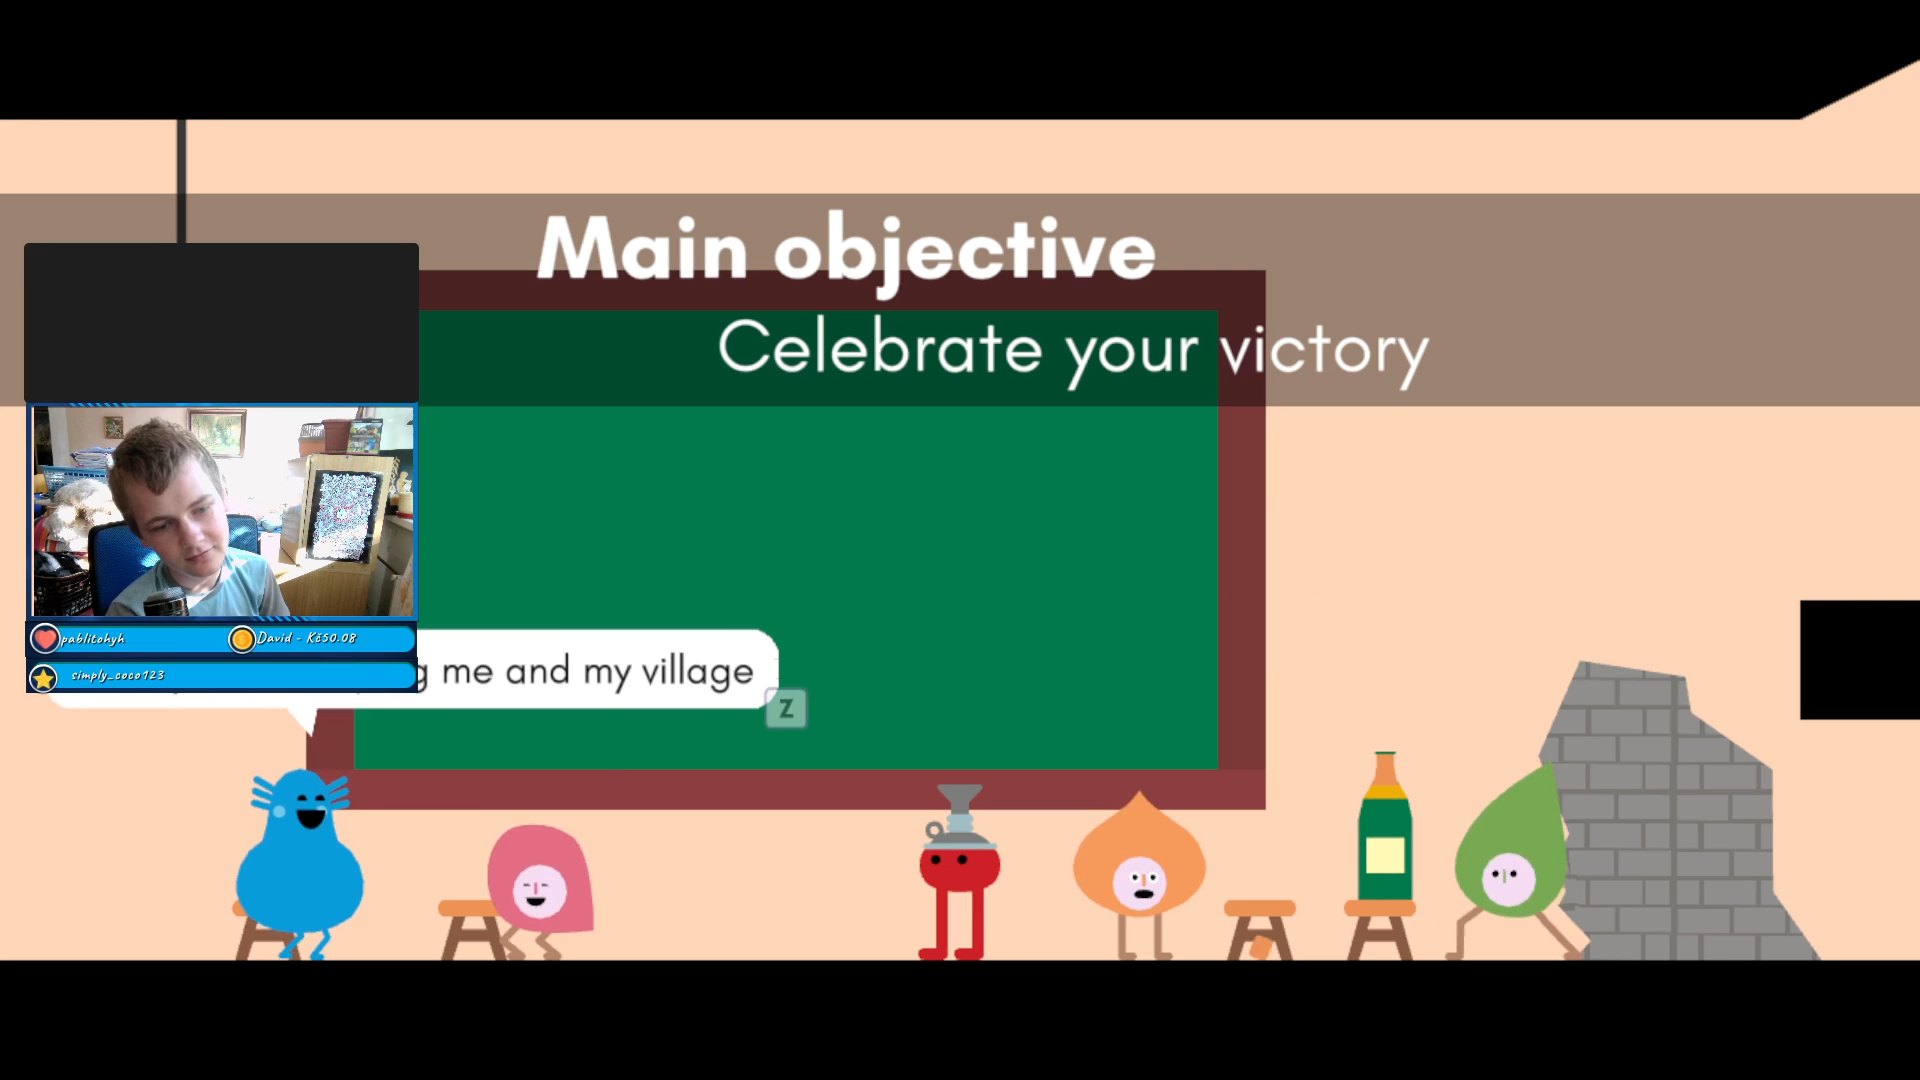 Main objective
Celebrate your victory
pablitohyh
David - Kč50.08
simply_coco123
me and my village
Z